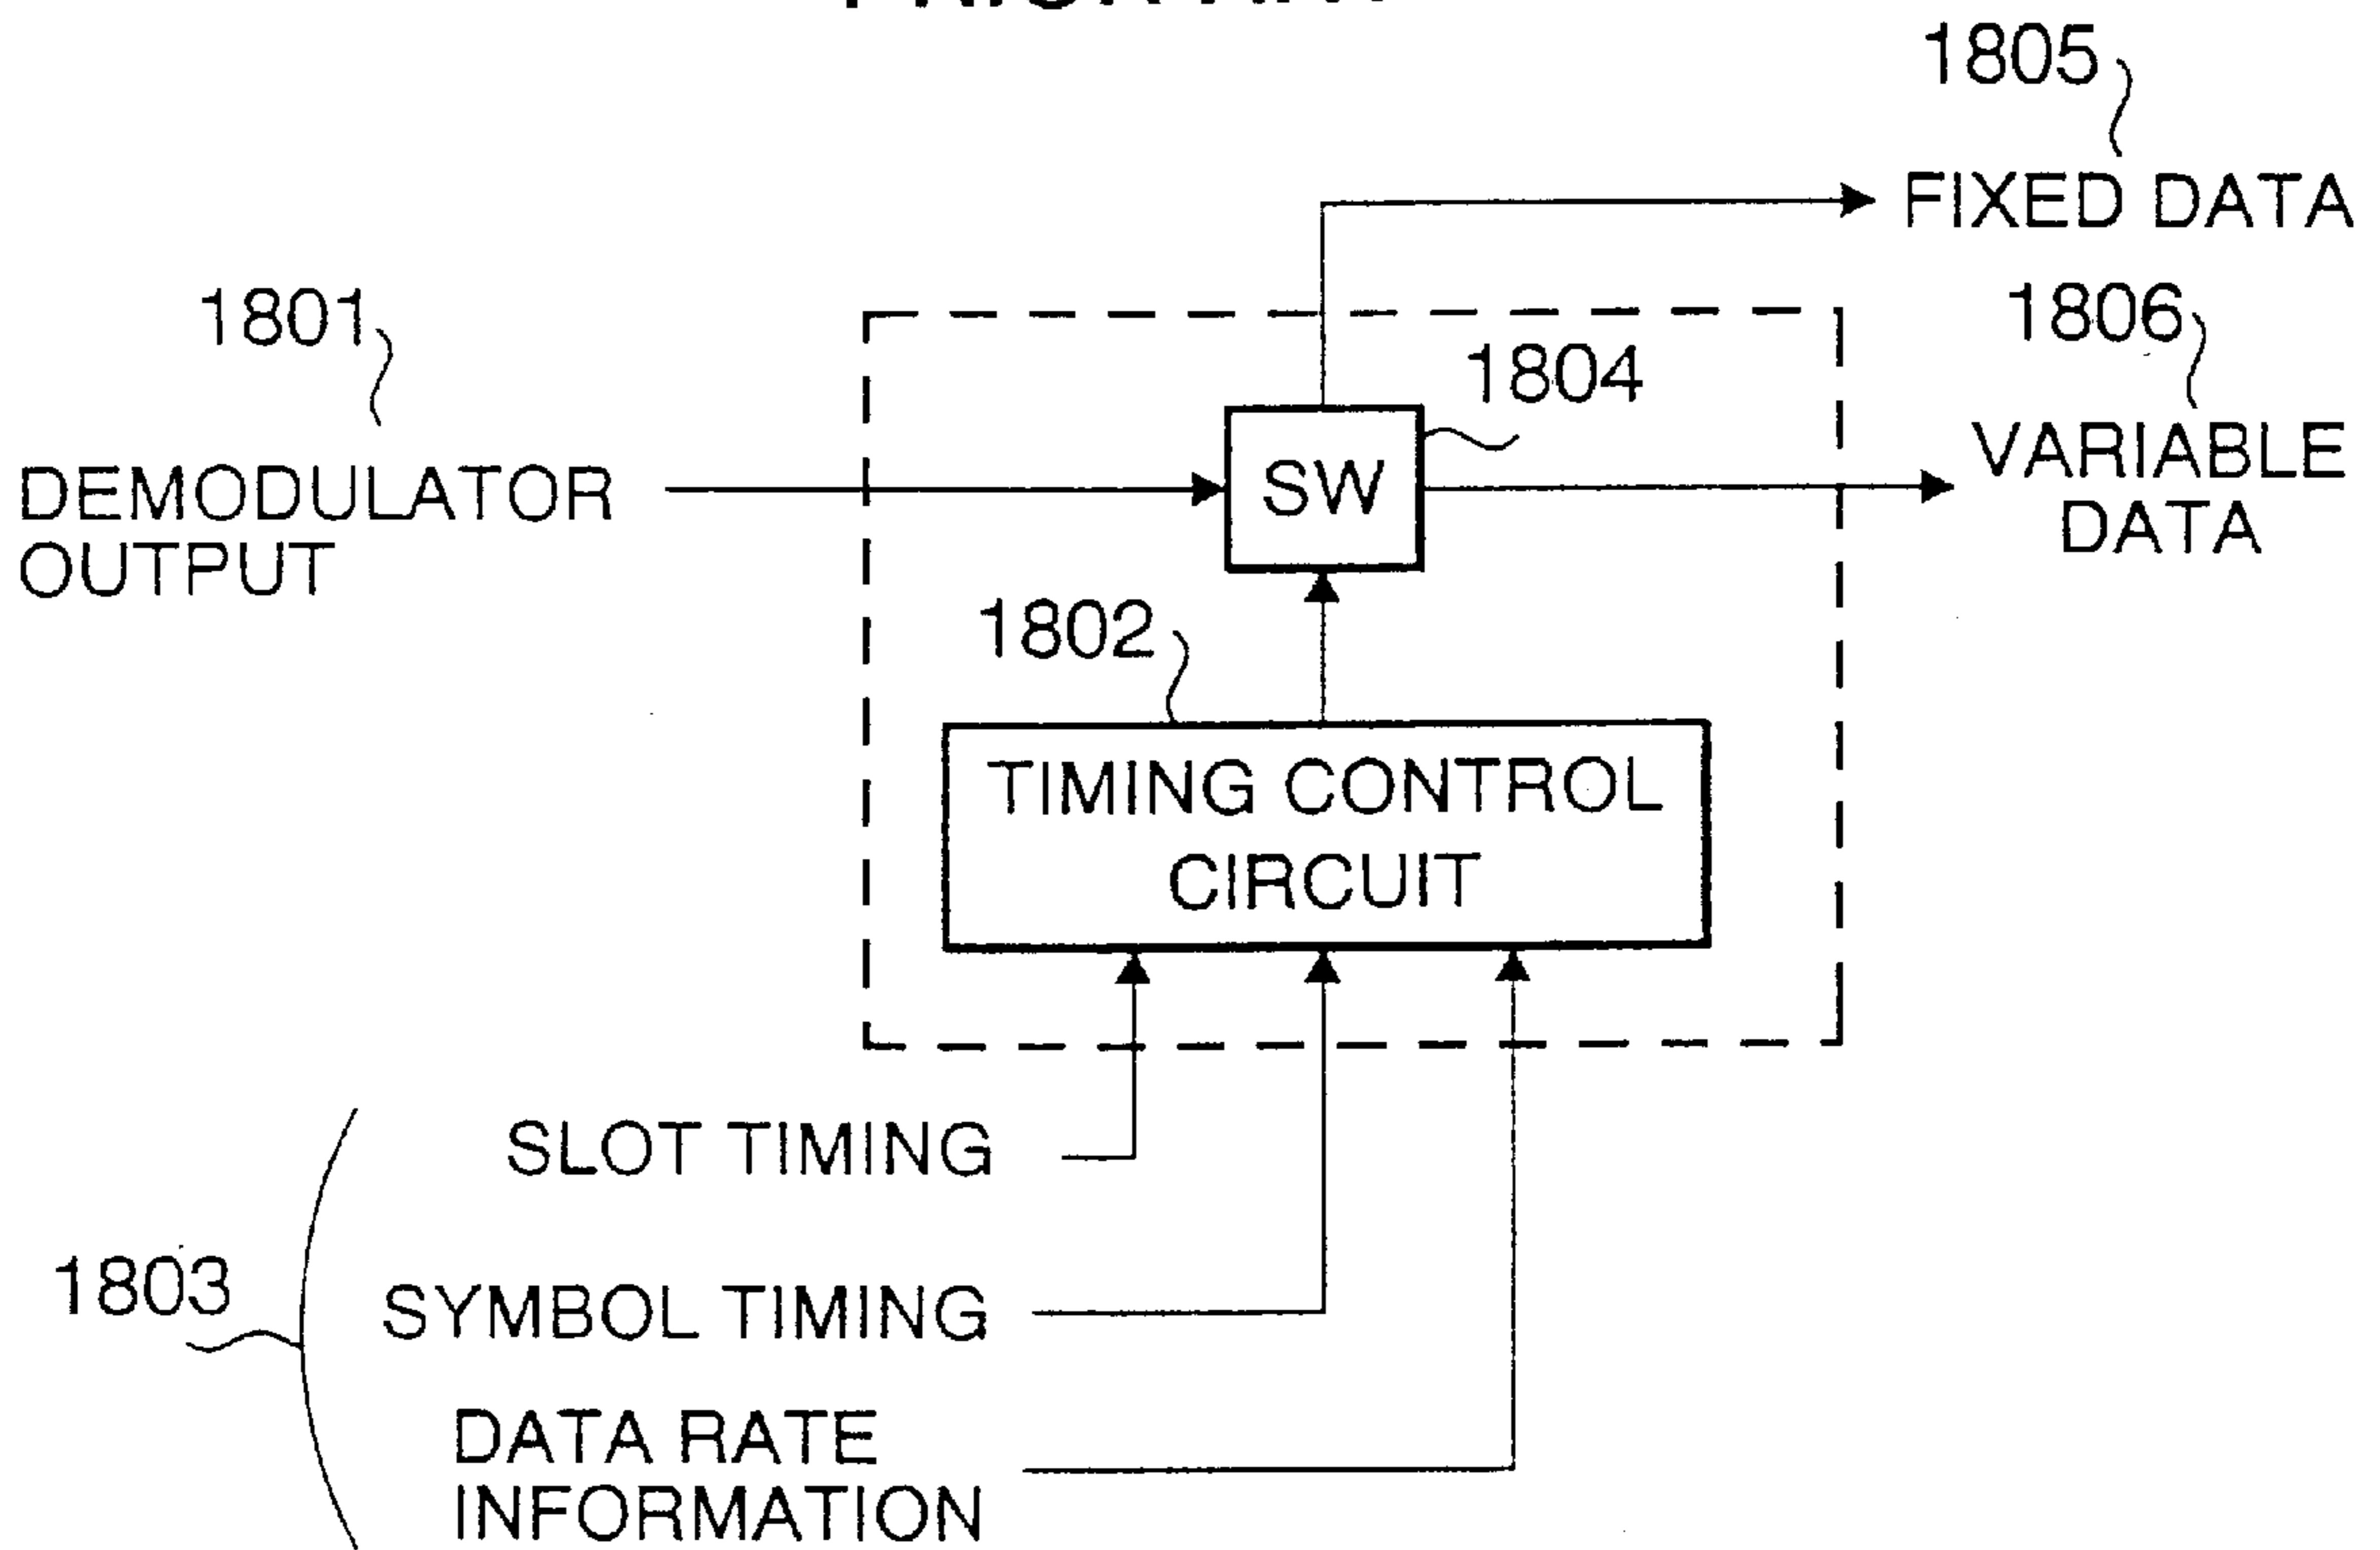 1805
FIXED DATA
1801
1806
1804
DEMODULATOR
OUTPUT
SW
VARIABLE
DATA
1802
TIMING CONTROL
CIRCUIT
SLOT TIMING
1803
SYMBOL TIMING
DATA RATE
INFORMATION